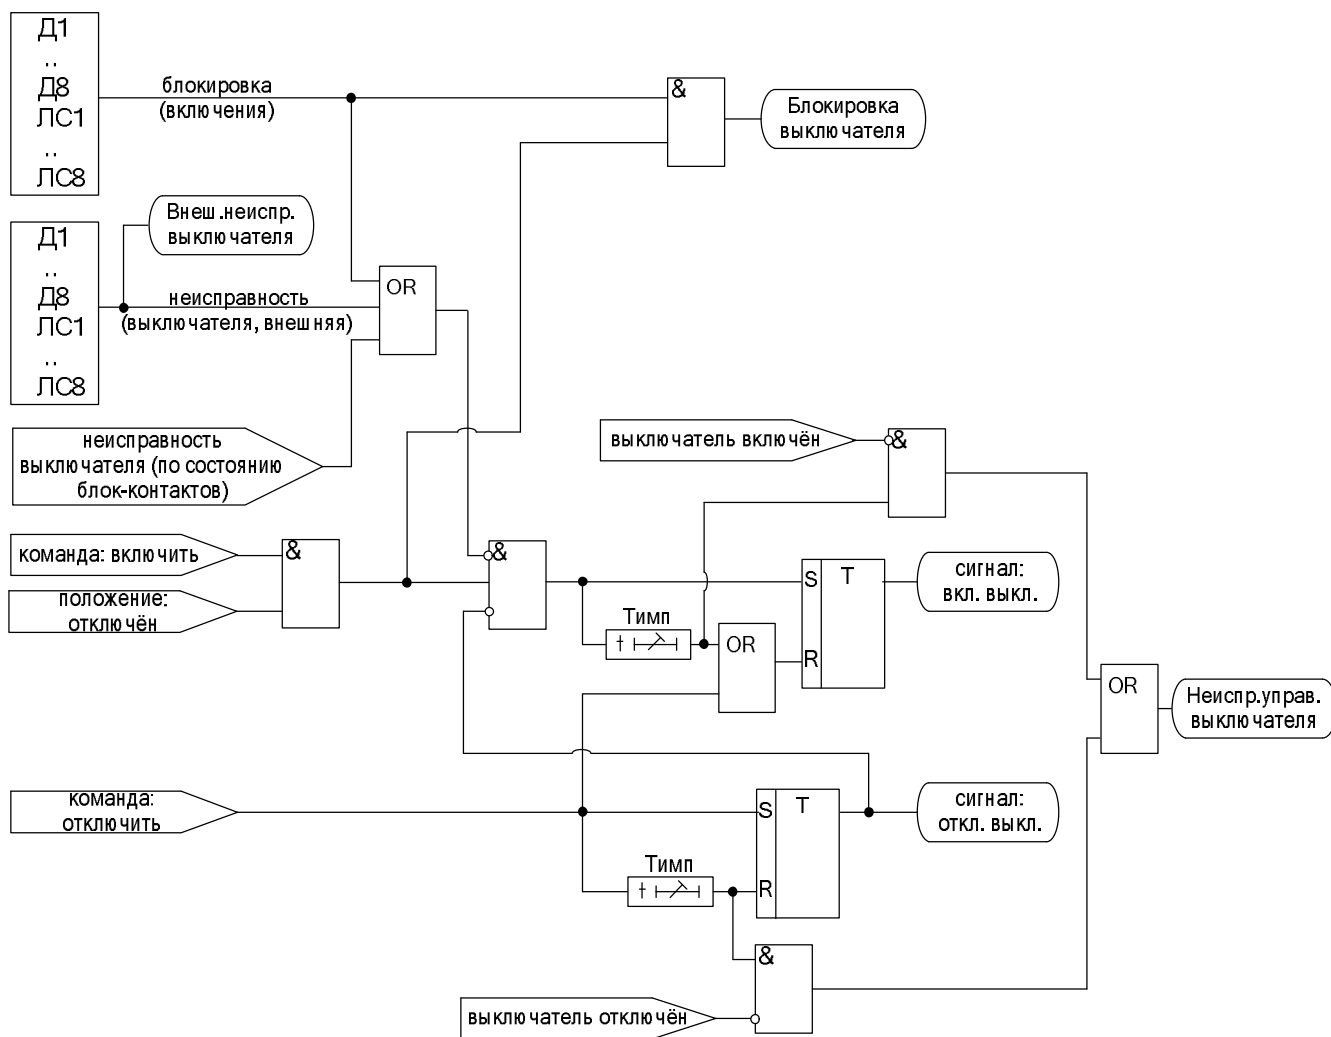 Д1
..
Д8
ЛС1
..
ЛС8
блокировка
(включения)
&
Блокировка
выключателя
Д1
..
Д8
ЛС1
..
ЛС8
Внеш.неиспр.
выключателя
неисправность
(выключателя, внешняя)
OR
неисправность
выключателя (по состоянию
блок-контактов)
выключатель включён
&
команда: включить
положение:
отключён
&
&
Тимп
t
OR
S T
R
сигнал:
вкл. выкл.
OR
Неиспр.управ.
выключателя
команда:
отключить
S T
R
Тимп
t
сигнал:
откл. выкл.
&
выключатель отключён